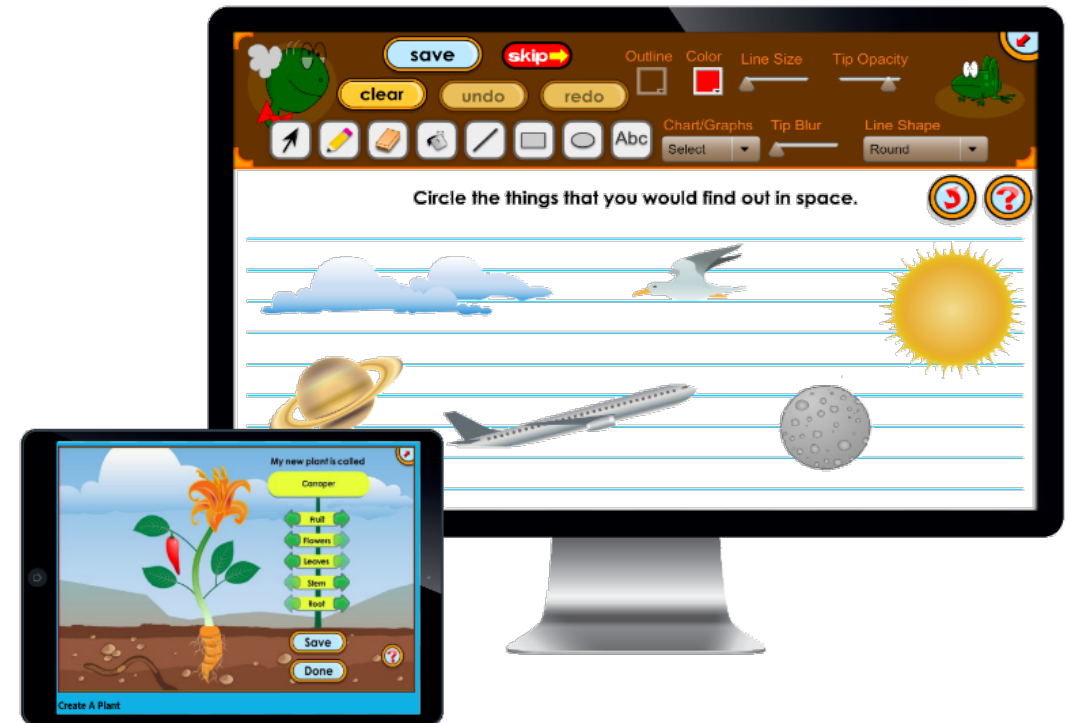 save
skip
clear
undo
redo
Outline
Color
Line Size
Tip Opacity
Abc
Chart/Graphs
Select
Tip Blur
Line Shape
Round
Circle the things that you would find out in space.
?
My new plant is called
Carroper
Fruit
Flowers
Leaves
Stem
Root
Save
Done
?
Create A Plant